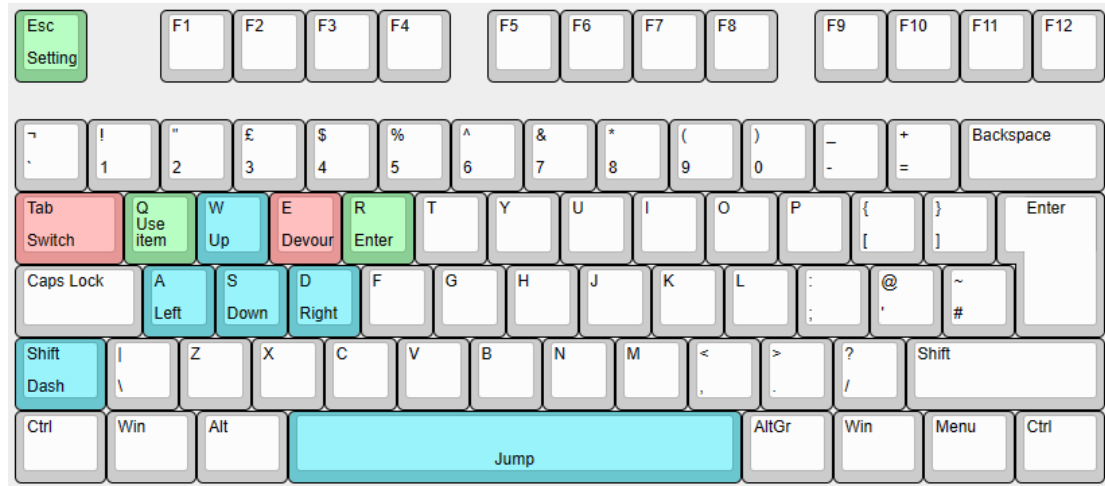 Esc F1 F2 F3 F4 F5 F6 F7 F8 F9 F10 F11 F12
Setting
¬ ! " £ $ % ^ & * ( ) _ + Backspace
` 1 2 3 4 5 6 7 8 9 0 - =
Tab Q W E R T Y U I O P { } Enter
Switch Use item Up Devour Enter [ ]
Caps Lock A S D F G H J K L : @ ~
Left Down Right ; ' #
Shift | Z X C V B N M < > ? Shift
Dash \ , . /
Ctrl Win Alt AltGr Win Menu Ctrl
Jump